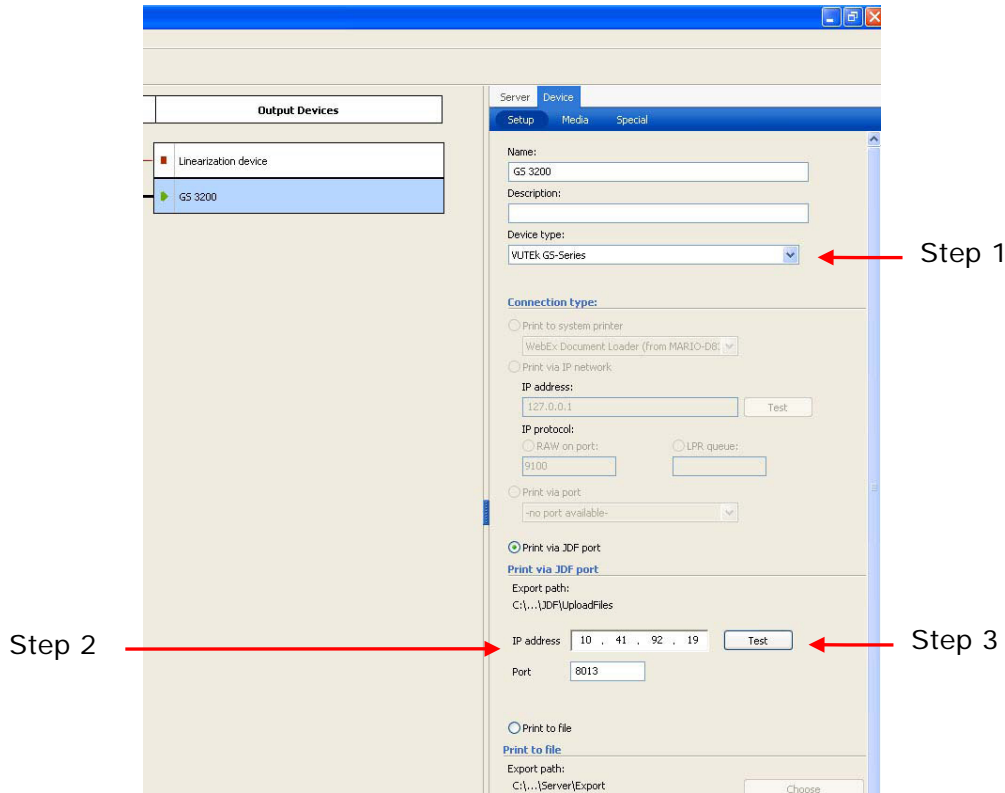 Output Devices
Linearization device
GS 3200
Server Device
Setup Media Special
Name:
GS 3200
Description:
Device type:
VUTEk GS-Series
Step 1
Connection type:
Print to system printer
WebEx Document Loader (from MARIO-D8
Print via IP network
IP address:
127.0.0.1 Test
IP protocol:
RAW on port: LPR queue:
9100
Print via port
-no port available-
Print via JDF port
Print via JDF port
Export path:
C:\...\JDF\UploadFiles
Step 2
IP address 10 . 41 . 92 . 19 Test
Step 3
Port 8013
Print to file
Print to file
Export path:
C:\...\Server\Export Choose